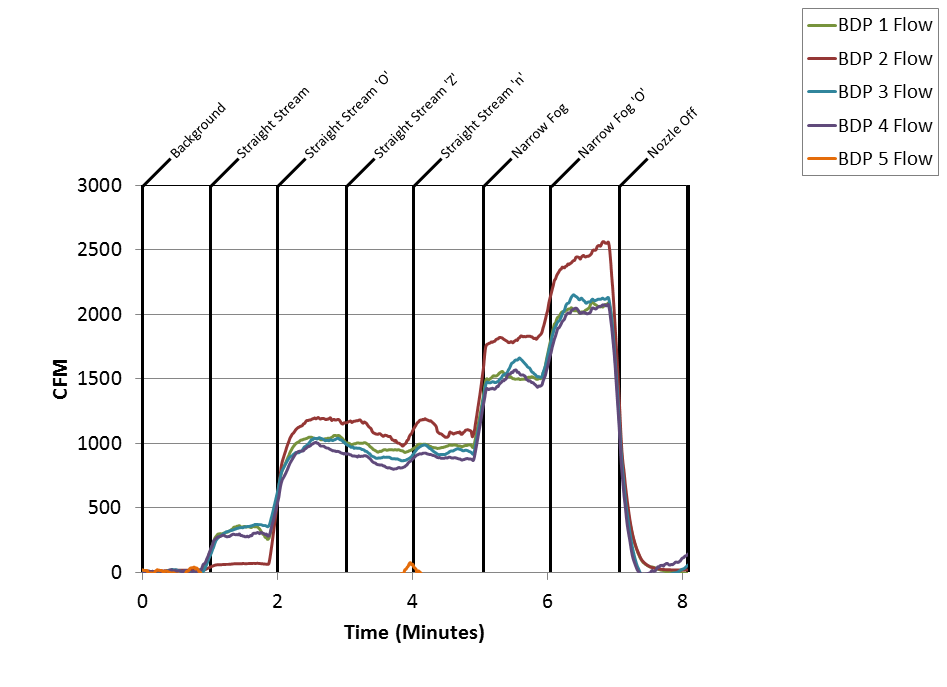 BDP 1 Flow
BDP 2 Flow
BDP 3 Flow
BDP 4 Flow
BDP 5 Flow
Background
Straight Stream
Straight Stream 'O'
Straight Stream 'Z'
Straight Stream 'n'
Narrow Fog
Narrow Fog 'O'
Nozzle Off
3000
2500
2000
1500
1000
500
0
CFM
0 2 4 6 8
Time (Minutes)